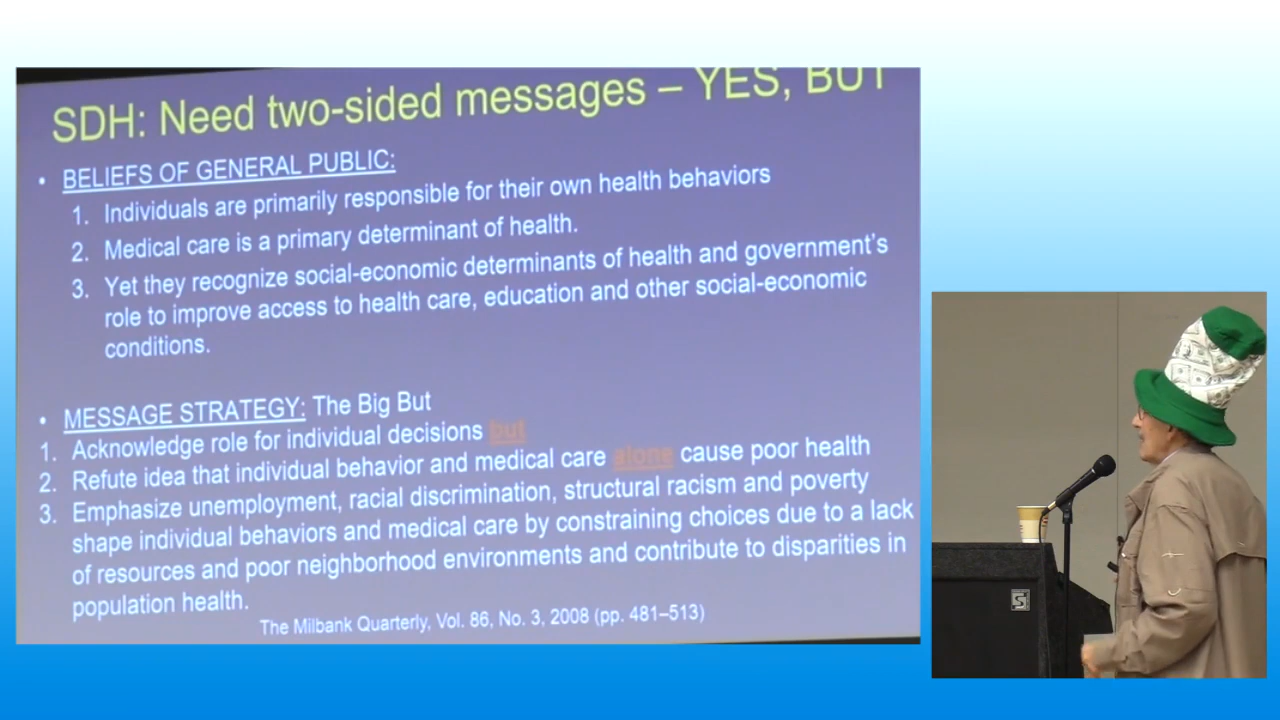 SDH: Need two-sided messages – YES, BUT
• BELIEFS OF GENERAL PUBLIC:
1. Individuals are primarily responsible for their own health behaviors
2. Medical care is a primary determinant of health.
3. Yet they recognize social-economic determinants of health and government's
role to improve access to health care, education and other social-economic
conditions.
• MESSAGE STRATEGY: The Big But
1. Acknowledge role for individual decisions but
2. Refute idea that individual behavior and medical care alone cause poor health
3. Emphasize unemployment, racial discrimination, structural racism and poverty
shape individual behaviors and medical care by constraining choices due to a lack
of resources and poor neighborhood environments and contribute to disparities in
population health.
The Milbank Quarterly, Vol. 86, No. 3, 2008 (pp. 481–513)